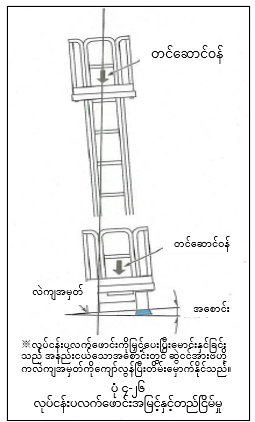 တင်ဆောင်ဝန်
တင်ဆောင်ဝန်
လဲကျအမှတ်
အစောင်း
※လုပ်ငန်းပလက်ဖောင်းကိုမြှင့်ပေးပြီးမောင်းနှင်ခြင်း
သည် အနည်းငယ်သောအစောင်းတွင် ဆွဲငင်အားဗဟို
ကလဲကျအမှတ်ကိုကျော်လွန်ပြီးတိမ်းမှောက်နိုင်သည်။
ပုံ ၄-၂၆
လုပ်ငန်းပလက်ဖောင်းအမြင့်နှင့်တည်ငြိမ်မှု